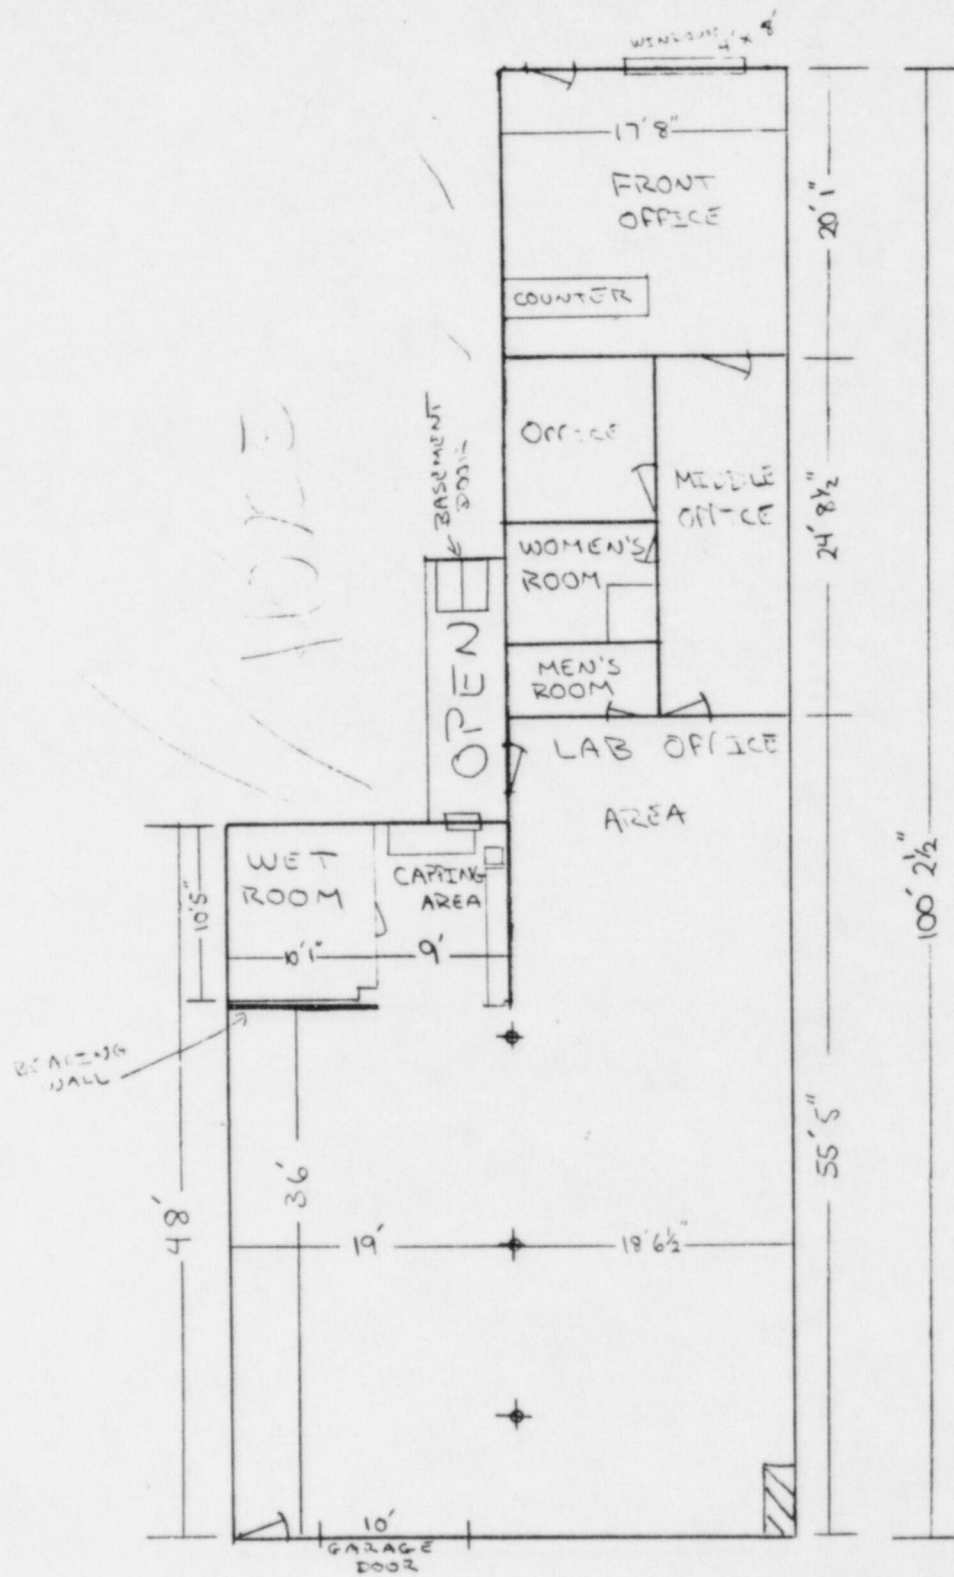 WINDOW 4' x 8'
17'8"
FRONT
OFFICE
20'1"
COUNTER
BASEMENT
DOOR
OFFICE
MIDDLE
OFFICE
24' 8½"
WOMEN'S
ROOM
OPEN
MEN'S
ROOM
LAB OFFICE
AREA
WET
ROOM
CAPPING
AREA
10'5"
10'1"
9'
100' 2½"
BEARING
WALL
55' 5"
36'
48'
19'
18'6½"
10'
GARAGE
DOOR